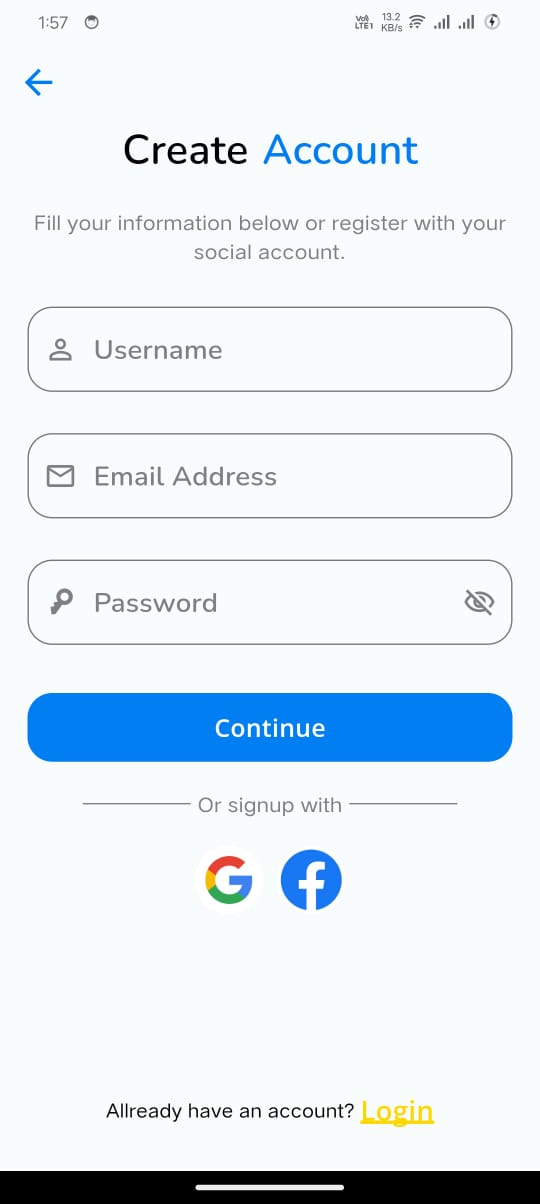 1:57
Vo)) 13.2
LTE1 KB/s
Create Account
Fill your information below or register with your
social account.
Username
Email Address
Password
Continue
Or signup with
Allready have an account? Login